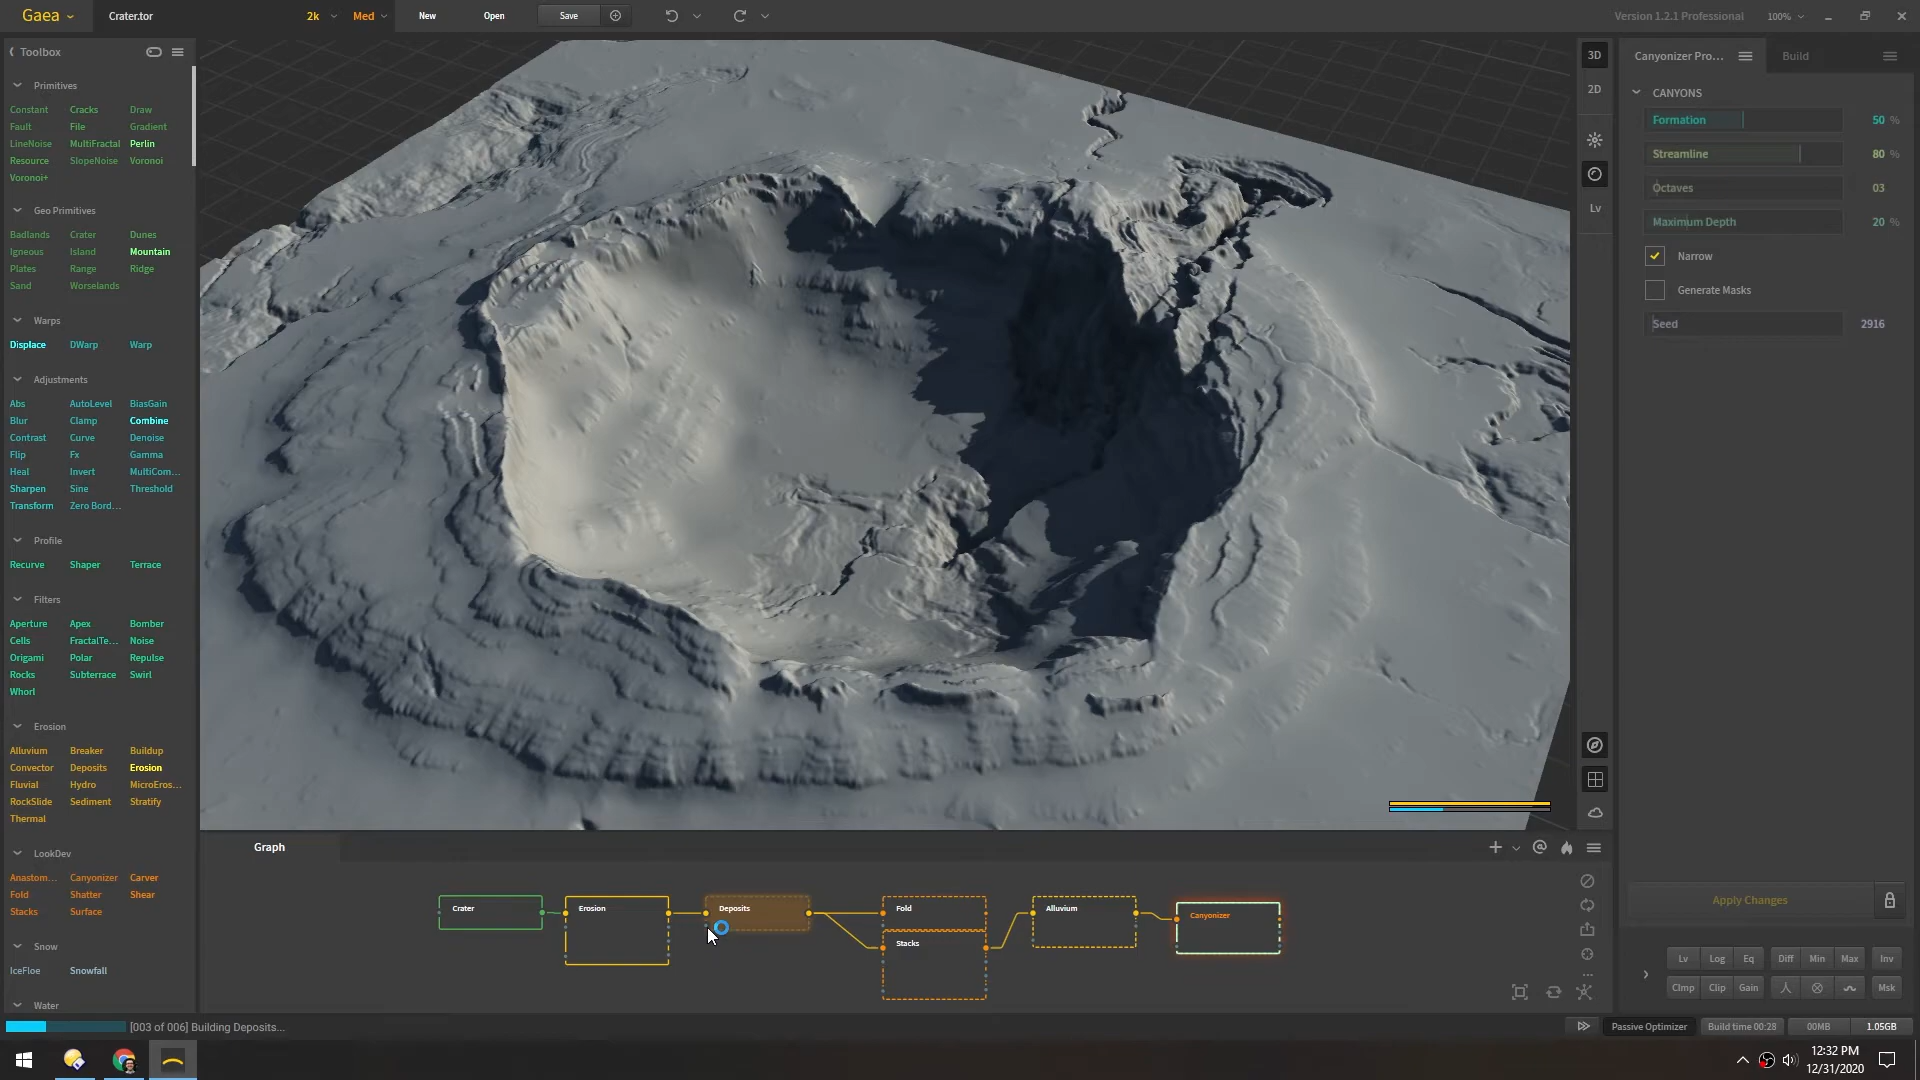 Gaea
Crater.tor
2k
Med
New
Open
Save
Version 1.2.1 Professional
100%
Toolbox
Primitives
Constant Cracks Draw
Fault File Gradient
LineNoise MultiFractal Perlin
Resource SlopeNoise Voronoi
Voronoi+
Geo Primitives
Badlands Crater Dunes
Igneous Island Mountain
Plates Range Ridge
Sand Worselands
Warps
Displace DWarp Warp
Adjustments
Abs AutoLevel BiasGain
Blur Clamp Combine
Contrast Curve Denoise
Flip Fx Gamma
Heal Invert MultiCom...
Sharpen Sine Threshold
Transform Zero Bord...
Profile
Recurve Shaper Terrace
Filters
Aperture Apex Bomber
Cells FractalTe... Noise
Origami Polar Repulse
Rocks Subterrace Swirl
Whorl
Erosion
Alluvium Breaker Buildup
Convector Deposits Erosion
Fluvial Hydro MicroEros...
RockSlide Sediment Stratify
Thermal
LookDev
Anastom... Canyonizer Carver
Fold Shatter Shear
Stacks Surface
Snow
IceFloe Snowfall
Water
3D
2D
Lv
Canyonizer Pro...
Build
CANYONS
Formation 50 %
Streamline 80 %
Octaves 03
Maximum Depth 20 %
Narrow
Generate Masks
Seed 2916
Apply Changes
Lv Log Eq Diff Min Max Inv
Clmp Clip Gain Msk
Graph
Crater
Erosion
Deposits
Fold
Stacks
Alluvium
Canyonizer
[003 of 006] Building Deposits...
Passive Optimizer
Build time 00:28
00MB
1.05GB
12:32 PM
12/31/2020